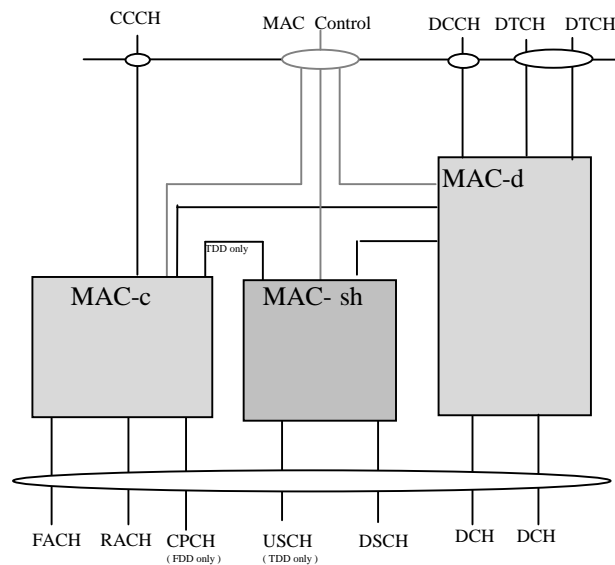 CCCH
MAC Control
DCCH
DTCH
DTCH
MAC-d
TDD only
MAC-c
MAC- sh
FACH
RACH
CPCH
( FDD only )
USCH
( TDD only )
DSCH
DCH
DCH